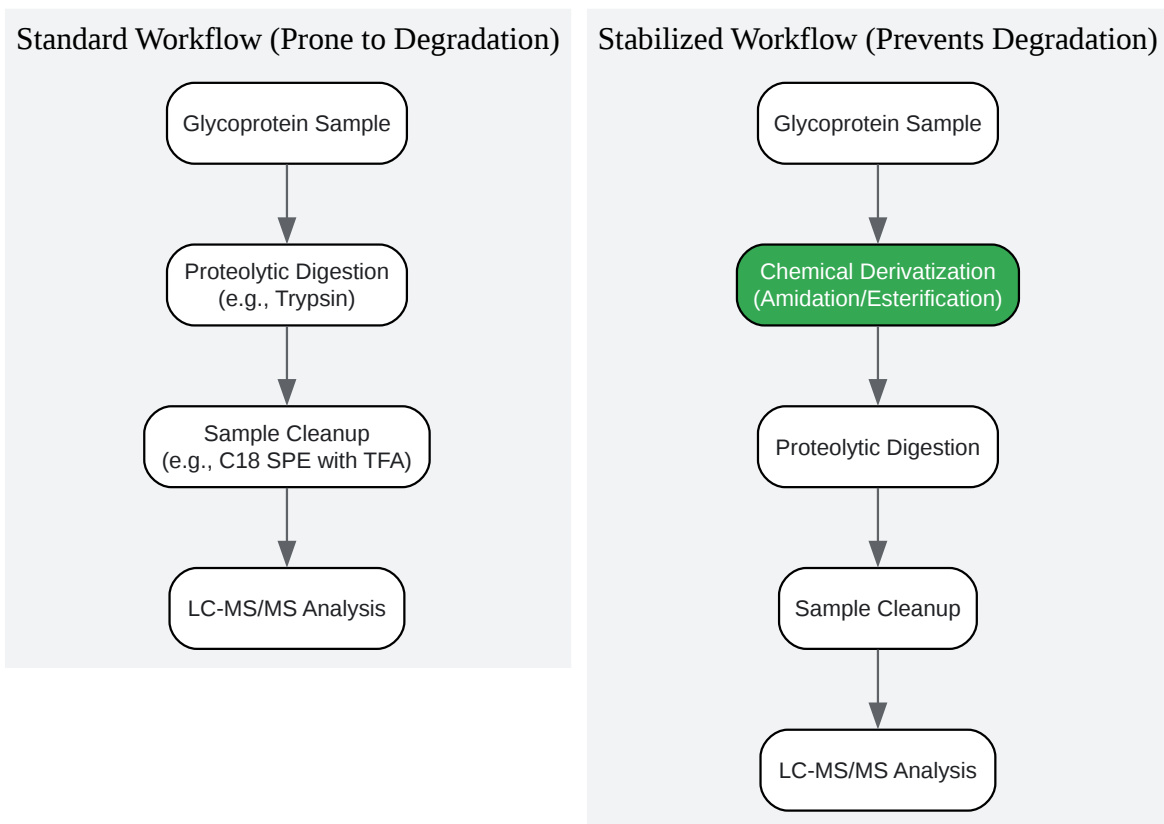 Standard Workflow (Prone to Degradation)
Glycoprotein Sample
Proteolytic Digestion
(e.g., Trypsin)
Sample Cleanup
(e.g., C18 SPE with TFA)
LC-MS/MS Analysis
Stabilized Workflow (Prevents Degradation)
Glycoprotein Sample
Chemical Derivatization
(Amidation/Esterification)
Proteolytic Digestion
Sample Cleanup
LC-MS/MS Analysis